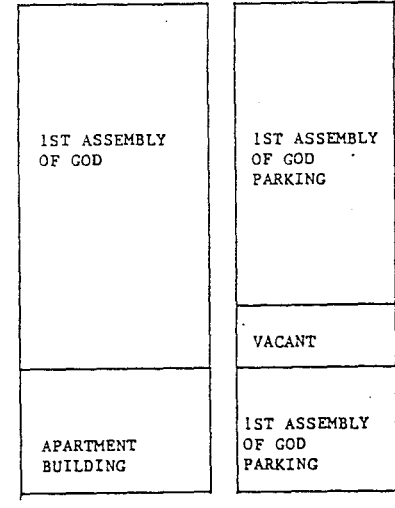 1ST ASSEMBLY
OF GOD
1ST ASSEMBLY
OF GOD
PARKING
VACANT
APARTMENT
BUILDING
1ST ASSEMBLY
OF GOD
PARKING